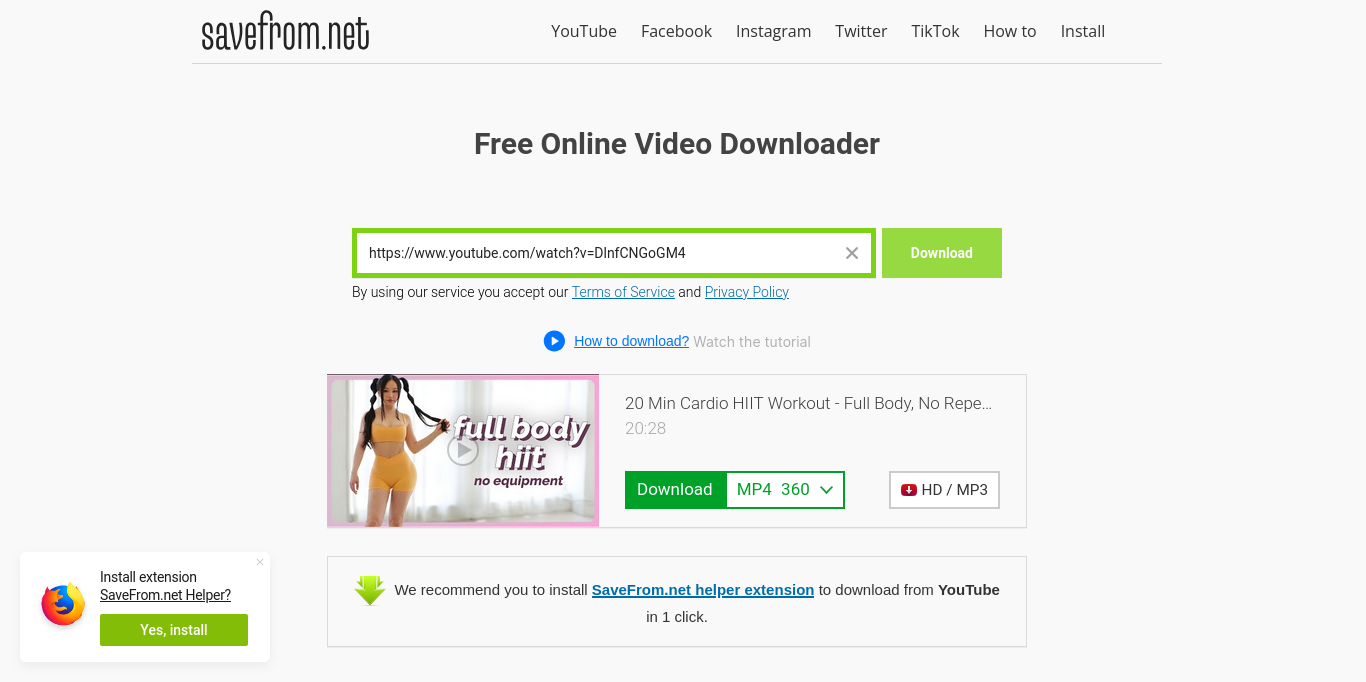 savefrom.net
YouTube Facebook Instagram Twitter TikTok How to Install
Free Online Video Downloader
https://www.youtube.com/watch?v=DlnfCNGoGM4
Download
By using our service you accept our Terms of Service and Privacy Policy
How to download? Watch the tutorial
full body
hiit
no equipment
20 Min Cardio HIIT Workout - Full Body, No Repe...
20:28
Download MP4 360
HD / MP3
We recommend you to install SaveFrom.net helper extension to download from YouTube
in 1 click.
Install extension
SaveFrom.net Helper?
Yes, install